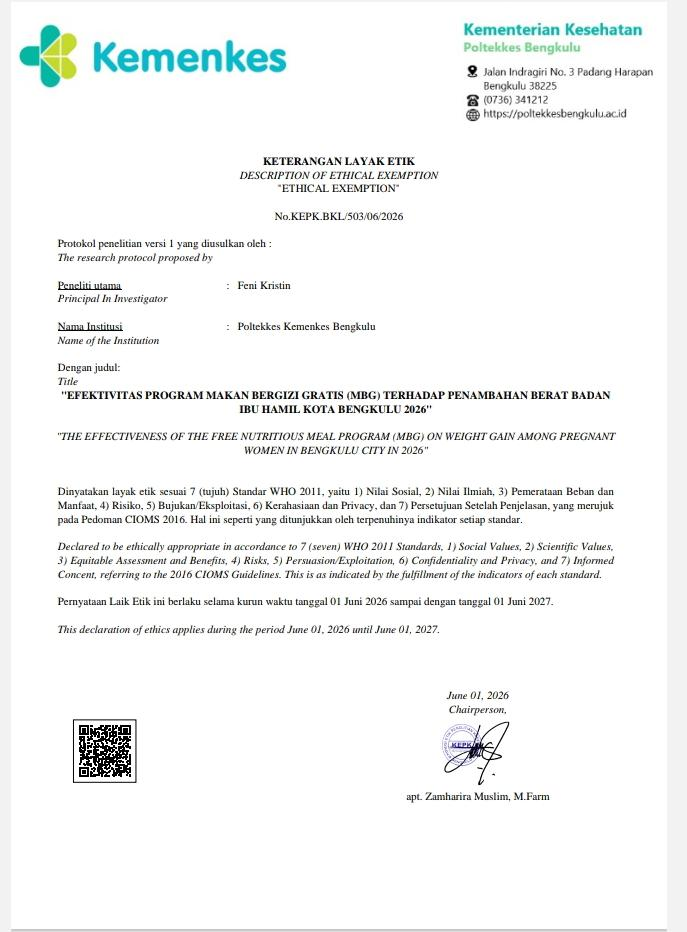 Kemenkes
Kementerian Kesehatan
Poltekkes Bengkulu
Jalan Indragiri No. 3 Padang Harapan
Bengkulu 38225
(0736) 341212
https://poltekkesbengkulu.ac.id
KETERANGAN LAYAK ETIK
DESCRIPTION OF ETHICAL EXEMPTION
"ETHICAL EXEMPTION"
No.KEPK.BKL/503/06/2026
Protokol penelitian versi 1 yang diusulkan oleh :
The research protocol proposed by
Peneliti utama : Feni Kristin
Principal In Investigator
Nama Institusi : Poltekkes Kemenkes Bengkulu
Name of the Institution
Dengan judul:
Title
"EFEKTIVITAS PROGRAM MAKAN BERGIZI GRATIS (MBG) TERHADAP PENAMBAHAN BERAT BADAN
IBU HAMIL KOTA BENGKULU 2026"
"THE EFFECTIVENESS OF THE FREE NUTRITIOUS MEAL PROGRAM (MBG) ON WEIGHT GAIN AMONG PREGNANT
WOMEN IN BENGKULU CITY IN 2026"
Dinyatakan layak etik sesuai 7 (tujuh) Standar WHO 2011, yaitu 1) Nilai Sosial, 2) Nilai Ilmiah, 3) Pemerataan Beban dan
Manfaat, 4) Risiko, 5) Bujukan/Eksploitasi, 6) Kerahasiaan and Privacy, dan 7) Persetujuan Setelah Penjelasan, yang merujuk
pada Pedoman CIOMS 2016. Hal ini seperti yang ditunjukkan oleh terpenuhinya indikator setiap standar.
Declared to be ethically appropriate in accordance to 7 (seven) WHO 2011 Standards, 1) Social Values, 2) Scientific Values,
3) Equitable Assessment and Benefits, 4) Risks, 5) Persuasion/Exploitation, 6) Confidentiality and Privacy, and 7) Informed
Concent, referring to the 2016 CIOMS Guidelines. This is as indicated by the fulfillment of the indicators of each standard.
Pernyataan Laik Etik ini berlaku selama kurun waktu tanggal 01 Juni 2026 sampai dengan tanggal 01 Juni 2027.
This declaration of ethics applies during the period June 01, 2026 until June 01, 2027.
June 01, 2026
Chairperson,
KEPK
apt. Zamharira Muslim, M.Farm